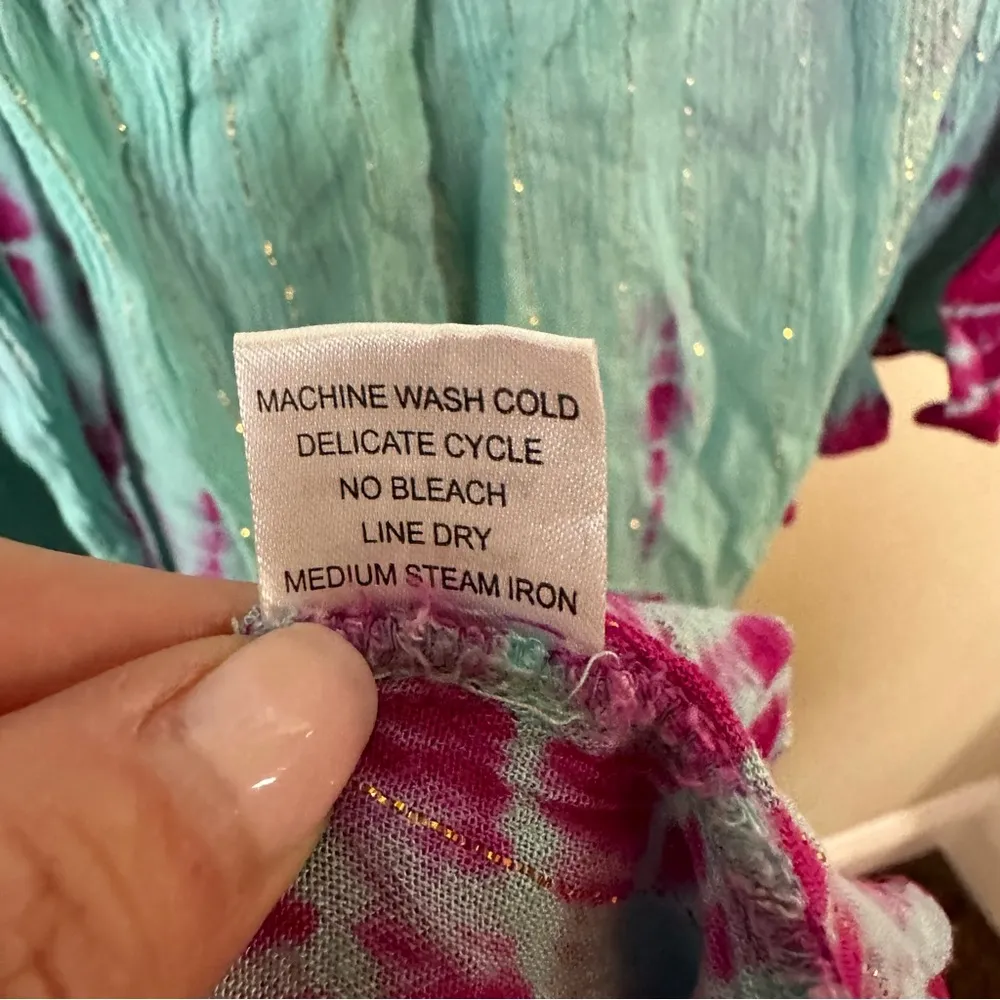 MACHINE WASH COLD
DELICATE CYCLE
NO BLEACH
LINE DRY
MEDIUM STEAM IRON